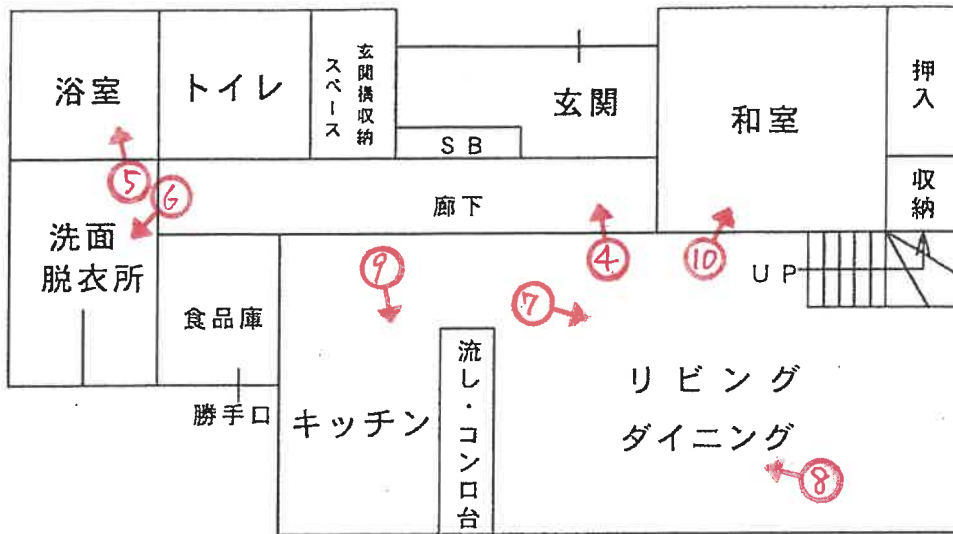 浴室
トイレ
玄関横収納
スペース
玄関
SB
和室
押入
収納
廊下
⑤
⑥
洗面
脱衣所
⑨
④
⑩
UP
⑦
食品庫
勝手口
キッチン
流し・コンロ台
リビング
ダイニング
⑧